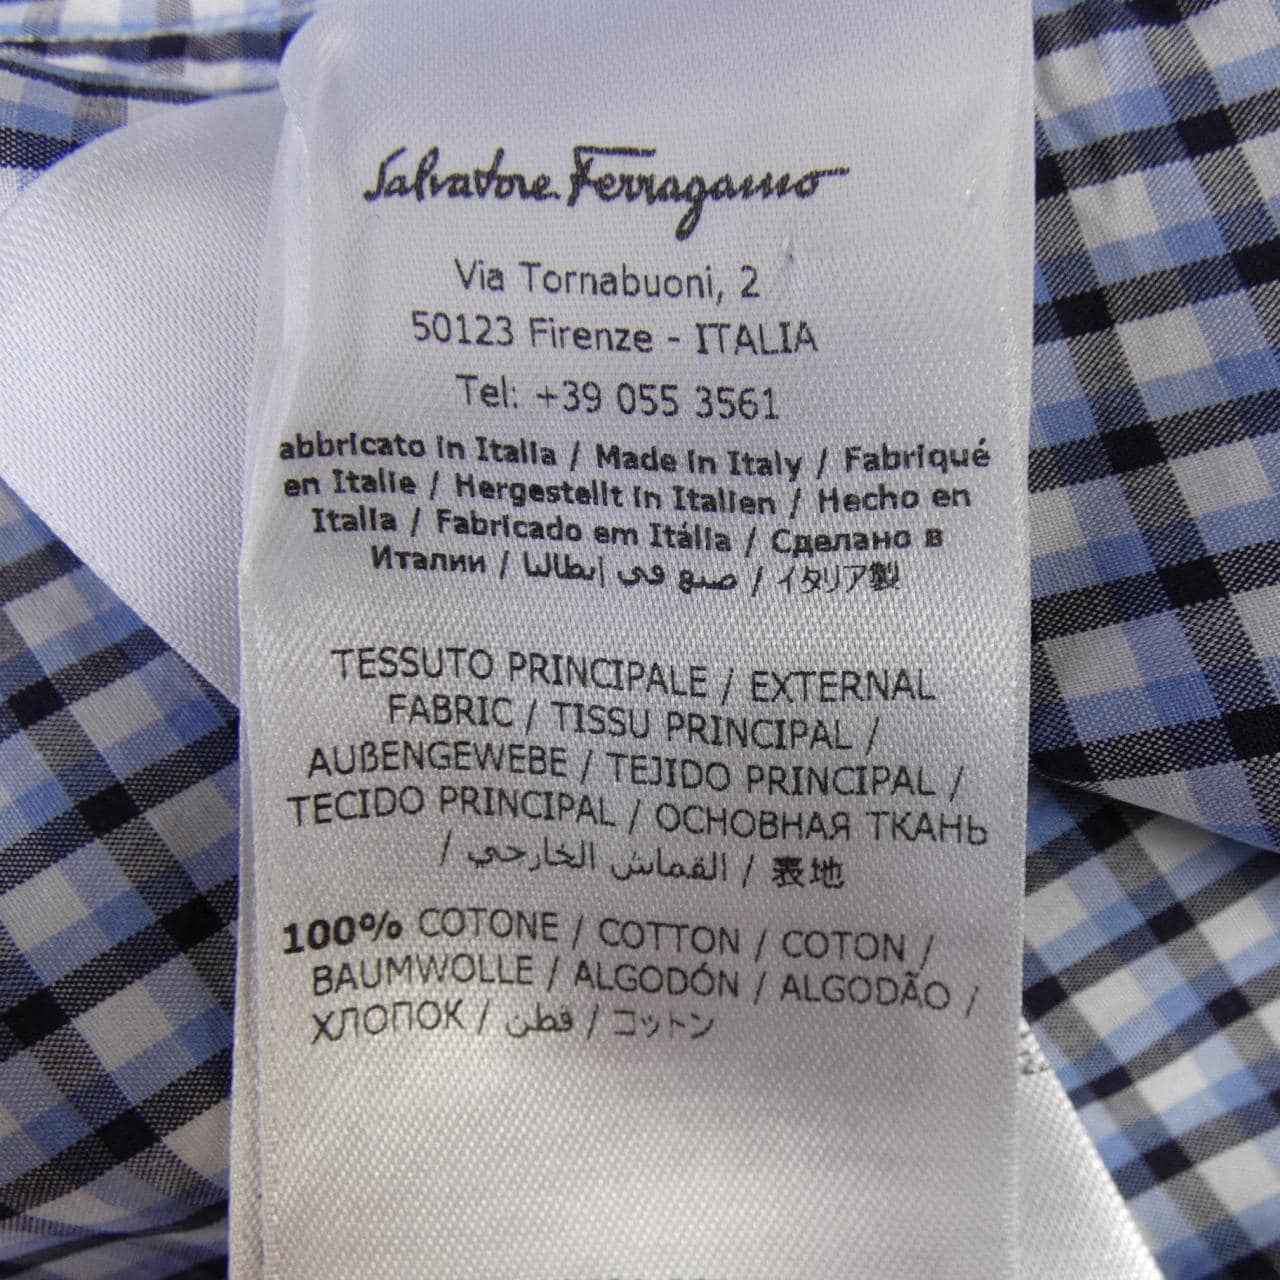 Salvatore Ferragamo
Via Tornabuoni, 2
50123 Firenze - ITALIA
Tel: +39 055 3561
abbricato in Italia / Made in Italy / Fabriqué
en Italie / Hergestellt in Italien / Hecho en
Italia / Fabricado em Itália / Сделано в
Италии / صنع في إيطاليا / イタリア製
TESSUTO PRINCIPALE / EXTERNAL
FABRIC / TISSU PRINCIPAL /
AUßENGEWEBE / TEJIDO PRINCIPAL /
TECIDO PRINCIPAL / ОСНОВНАЯ ТКАНЬ
/ القماش الخارجي / 表地
100% COTONE / COTTON / COTON /
BAUMWOLLE / ALGODÓN / ALGODÃO /
ХЛОПОК / قطن / コットン